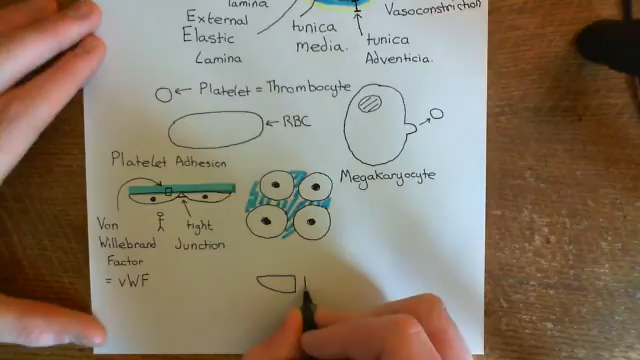 lamina
External
Elastic
Lamina
tunica
media.
tunica
Adventicia.
Vasoconstriction
Platelet = Thrombocyte
RBC
Megakaryocyte
Platelet Adhesion
Von
Willebrand
Factor
= vWF
tight
Junction